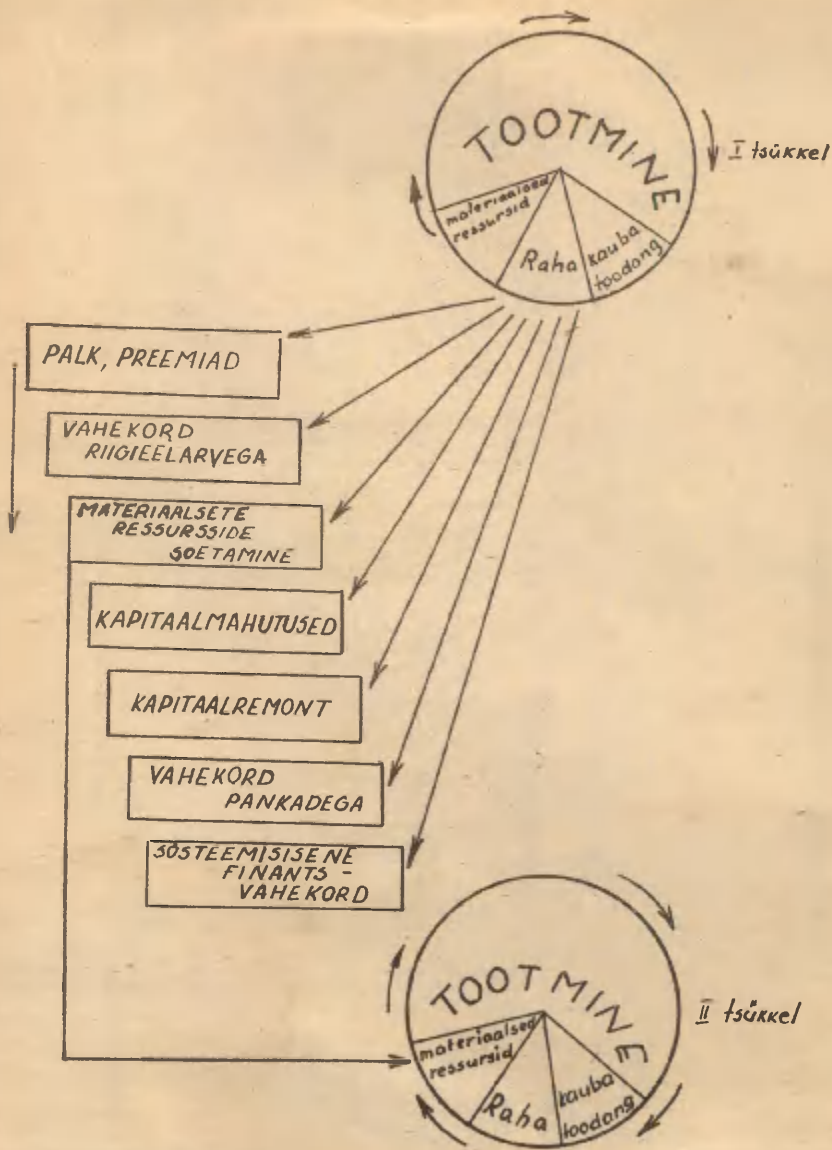 TOOTMINE
I tsükkel
materiaalsed
ressursid
Raha
kauba
toodang
PALK, PREEMIAD
VAHEKORD
RIIGIEELARVEGA
MATERIAALSETE
RESSURSSIDE
SOETAMINE
KAPITAALMAHUTUSED
KAPITAALREMONT
VAHEKORD
PANKADEGA
SÜSTEEMISISENE
FINANTS -
VAHEKORD
TOOTMINE
II tsükkel
materiaalsed
ressursid
Raha
kauba
toodang